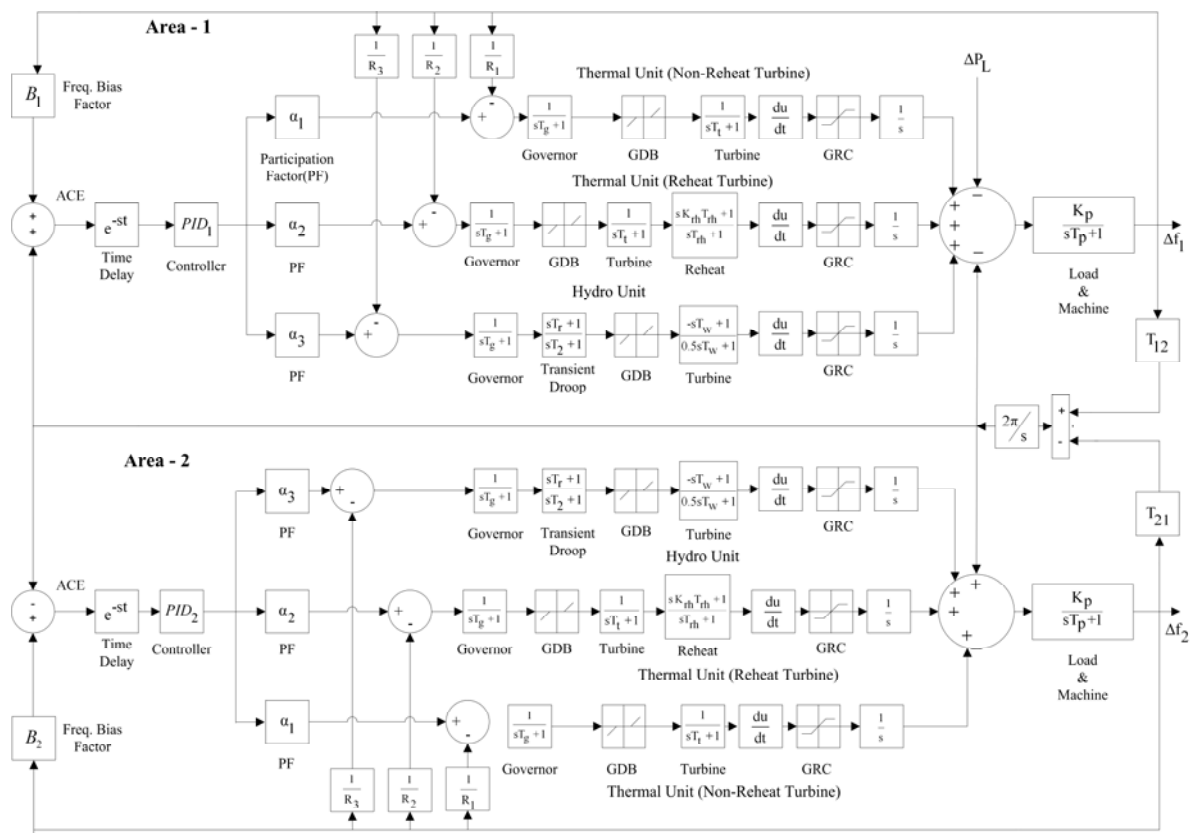 Area - 1
1/R3
1/R2
1/R1
ΔPL
B1
Freq. Bias
Factor
Thermal Unit (Non-Reheat Turbine)
α1
+
-
1/(sTg+1)
1/(sTt+1)
du/dt
1/s
Participation
Factor(PF)
Governor
GDB
Turbine
GRC
Thermal Unit (Reheat Turbine)
ACE
+
+
e-st
PID1
α2
+
-
1/(sTg+1)
1/(sTt+1)
sKrhTrh+1/sTrh+1
du/dt
1/s
+
+
+
-
-
Kp/(sTp+1)
Δf1
Time
Delay
Controller
PF
Governor
GDB
Turbine
Reheat
GRC
Load
&
Machine
Hydro Unit
α3
+
-
1/(sTg+1)
sTr+1/sT2+1
-sTw+1/0.5sTw+1
du/dt
1/s
T12
PF
Governor
Transient
Droop
GDB
Turbine
GRC
2π/s
+
-
Area - 2
α3
+
-
1/(sTg+1)
sTr+1/sT2+1
-sTw+1/0.5sTw+1
du/dt
1/s
T21
PF
Governor
Transient
Droop
GDB
Turbine
GRC
Hydro Unit
ACE
-
+
e-st
PID2
α2
+
-
1/(sTg+1)
1/(sTt+1)
sKrhTrh+1/sTrh+1
du/dt
1/s
+
+
+
+
Kp/(sTp+1)
Δf2
Time
Delay
Controller
PF
Governor
GDB
Turbine
Reheat
GRC
Load
&
Machine
Thermal Unit (Reheat Turbine)
B2
Freq. Bias
Factor
α1
+
-
1/(sTg+1)
1/(sTt+1)
du/dt
1/s
PF
Governor
GDB
Turbine
GRC
1/R3
1/R2
1/R1
Thermal Unit (Non-Reheat Turbine)